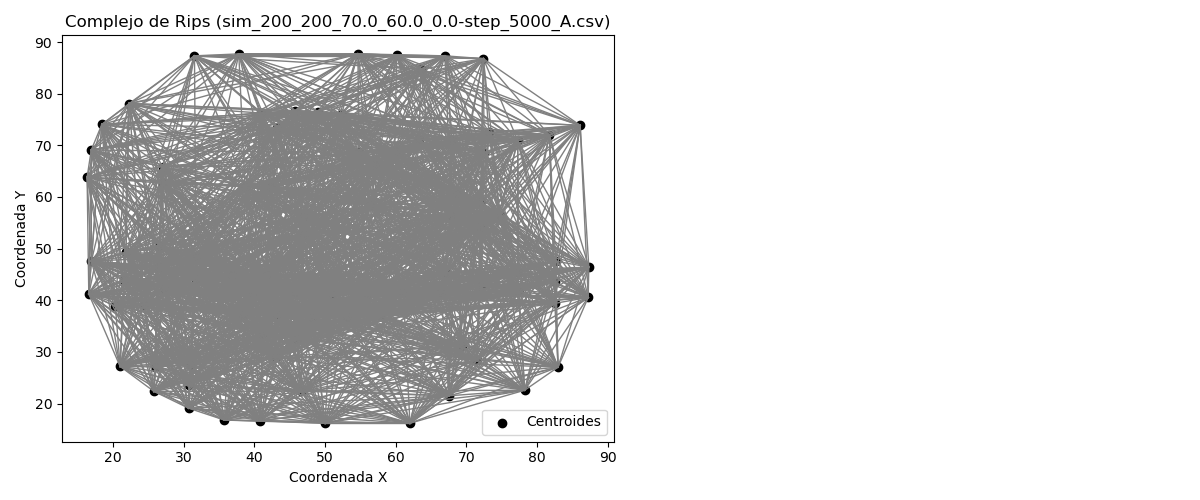 Complejo de Rips (sim_200_200_70.0_60.0_0.0-step_5000_A.csv)
90
80
70
60
50
40
30
20
Coordenada Y
Centroides
20 30 40 50 60 70 80 90
Coordenada X